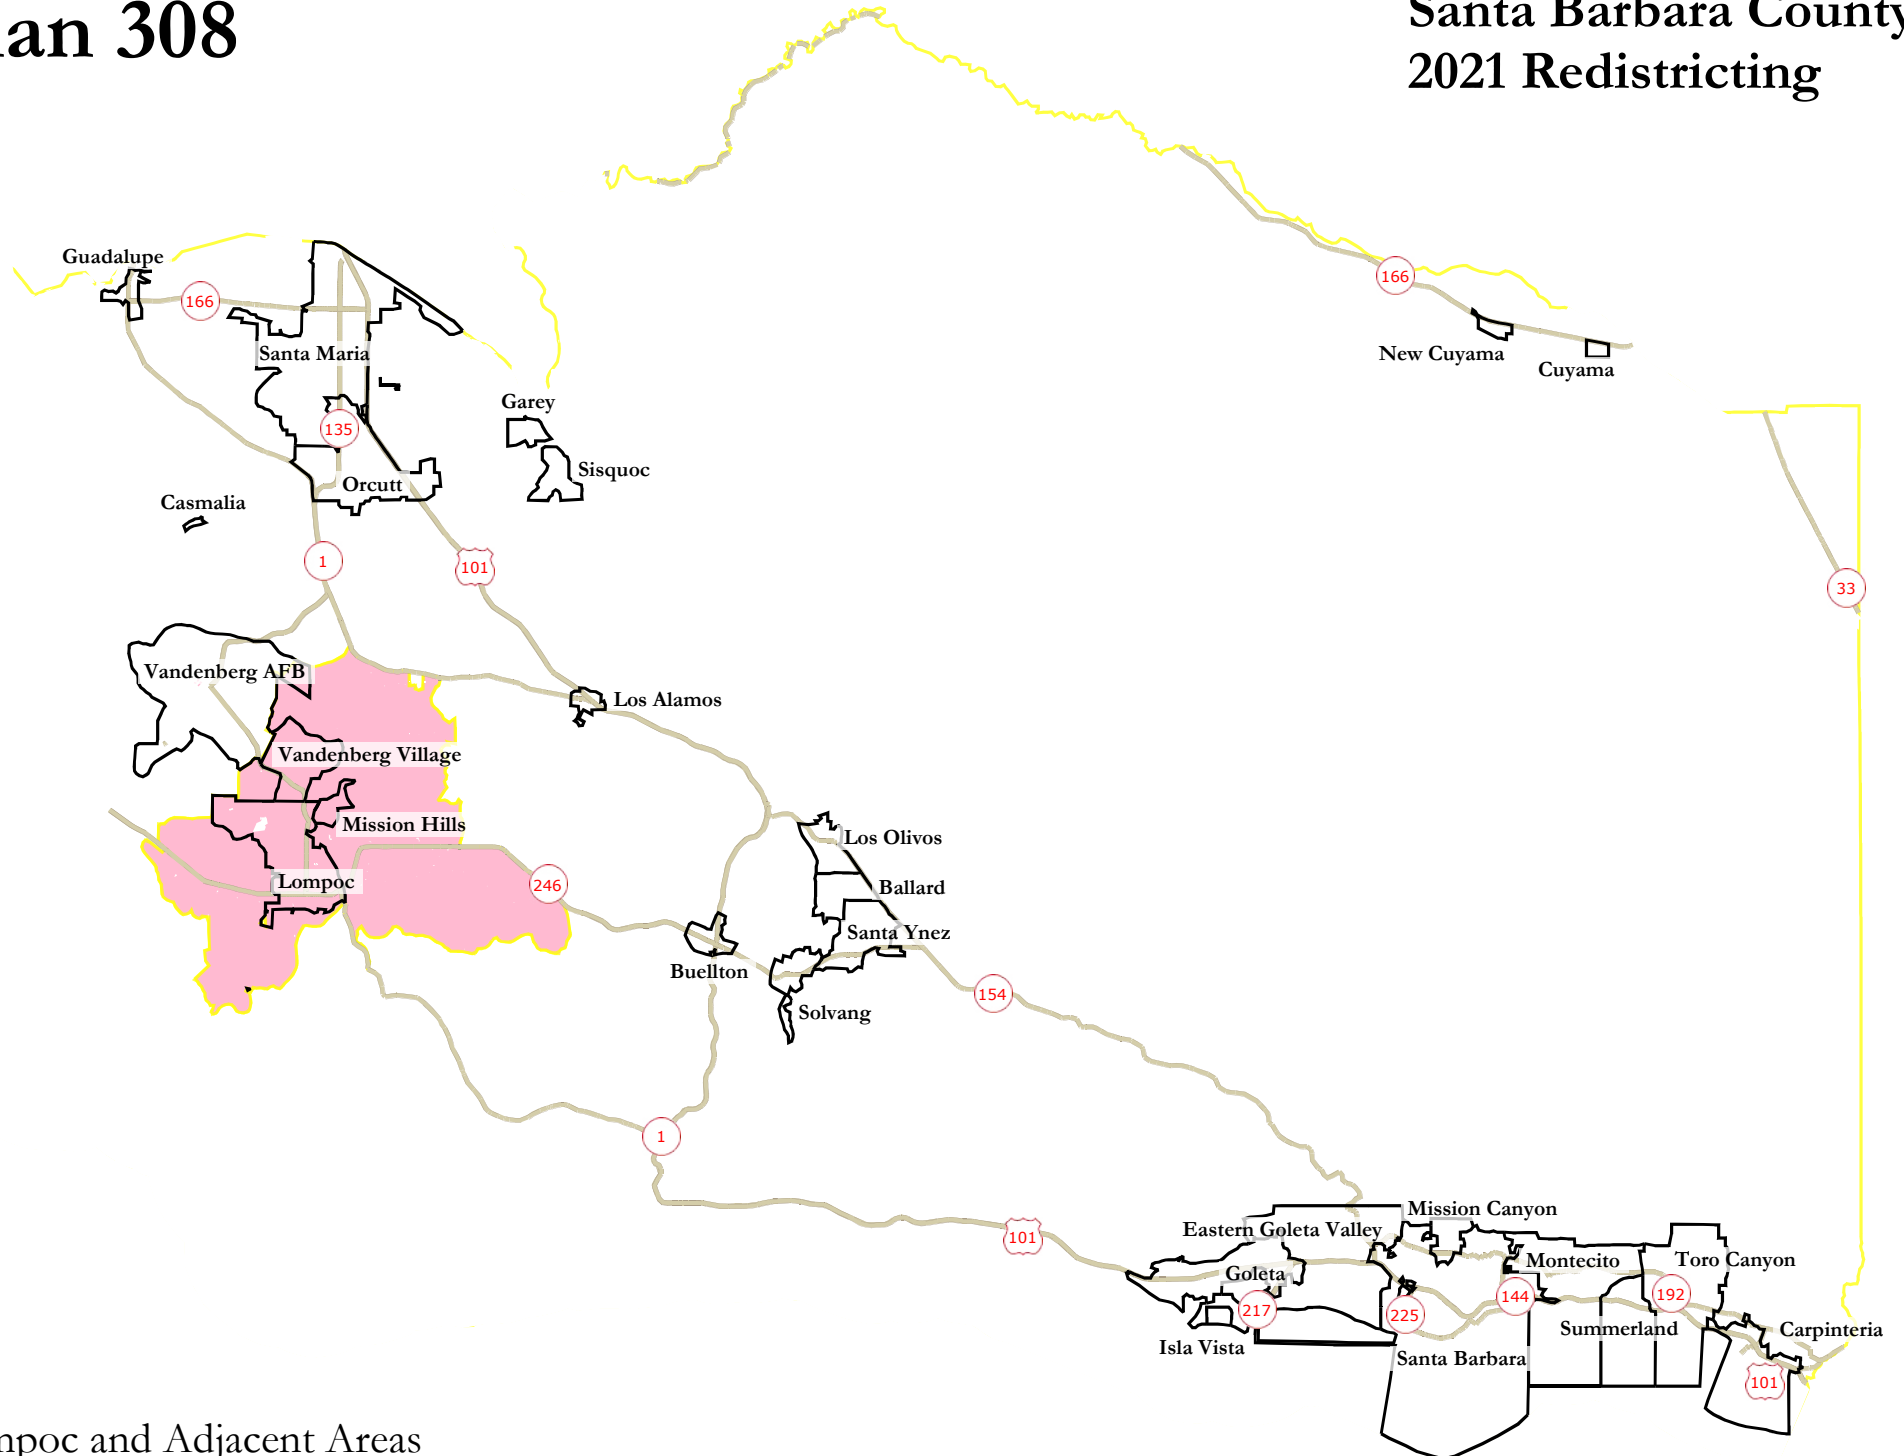 an 308
Santa Barbara County
2021 Redistricting
Guadalupe
166
166
Santa Maria
New Cuyama
Cuyama
Garey
135
Sisquoc
Orcutt
Casmalia
1
101
33
Vandenberg AFB
Los Alamos
Vandenberg Village
Mission Hills
Los Olivos
Lompoc
246
Ballard
Santa Ynez
Buellton
154
Solvang
1
Mission Canyon
Eastern Goleta Valley
101
Montecito
Toro Canyon
Goleta
192
144
217
225
Summerland
Carpinteria
Isla Vista
Santa Barbara
101
mpoc and Adjacent Areas